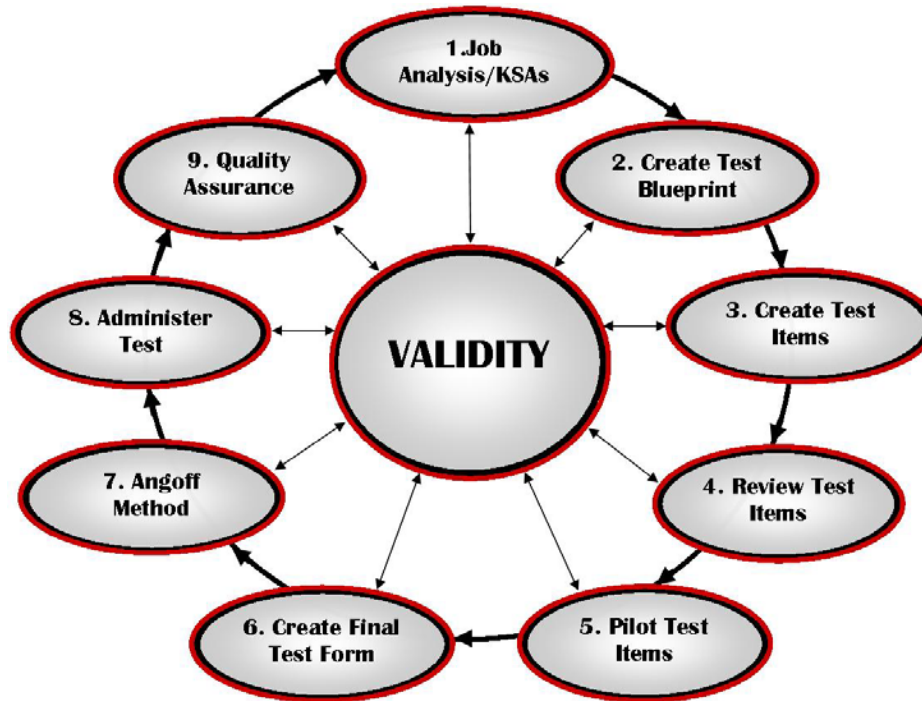 1.Job
Analysis/KSAs
2. Create Test
Blueprint
3. Create Test
Items
4. Review Test
Items
5. Pilot Test
Items
6. Create Final
Test Form
7. Angoff
Method
8. Administer
Test
9. Quality
Assurance
VALIDITY